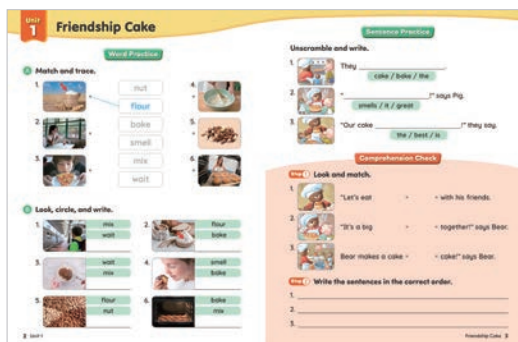 Unit
1
Friendship Cake
Word Practice
A Match and trace.
1.
2.
3.
nut
flour
bake
smell
mix
wait
4.
5.
6.
B Look, circle, and write.
1.
mix
wait
2.
flour
bake
3.
wait
mix
4.
smell
bake
5.
flour
nut
6.
bake
mix
2 Unit 1
Sentence Practice
Unscramble and write.
1. They
cake / bake / the
2. " !" says Pig.
smells / it / great
3. "Our cake !" they say.
the / best / is
Comprehension Check
Step 1 Look and match.
1. "Let's eat
with his friends.
2. "It's a big
together!" says Bear.
3. Bear makes a cake
cake!" says Bear.
Step 2 Write the sentences in the correct order.
1.
2.
3.
Friendship Cake 3